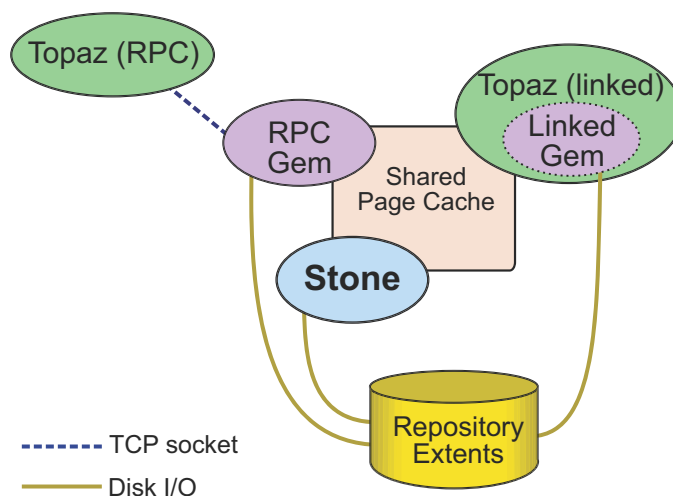 Topaz (RPC)
Topaz (linked)
Linked
Gem
RPC
Gem
Shared
Page Cache
Stone
Repository
Extents
TCP socket
Disk I/O